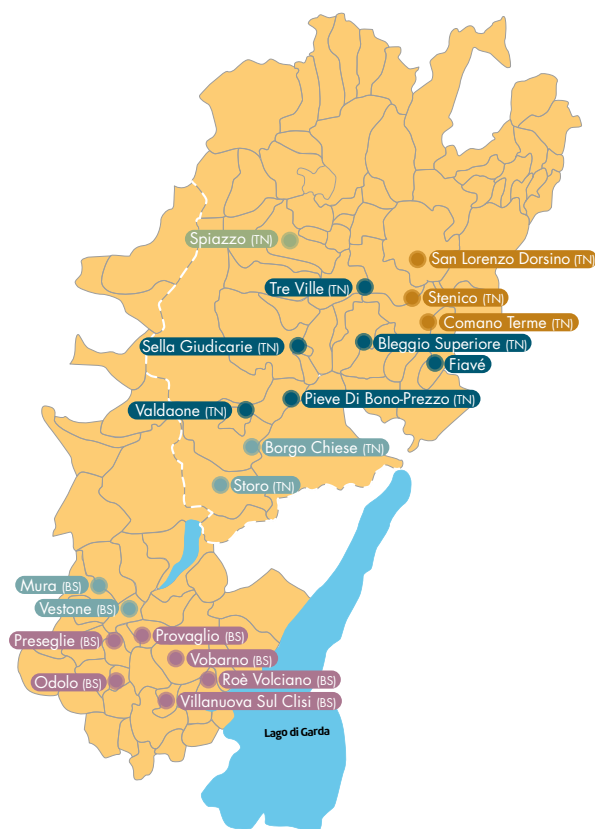 Spiazzo (TN)
San Lorenzo Dorsino (TN)
Tre Ville (TN)
Stenico (TN)
Comano Terme (TN)
Sella Giudicarie (TN)
Bleggio Superiore (TN)
Fiavé
Pieve Di Bono-Prezzo (TN)
Valdaone (TN)
Borgo Chiese (TN)
Storo (TN)
Mura (BS)
Vestone (BS)
Preseglie (BS)
Provaglio (BS)
Vobarno (BS)
Odolo (BS)
Roè Volciano (BS)
Villanuova Sul Clisi (BS)
Lago di Garda